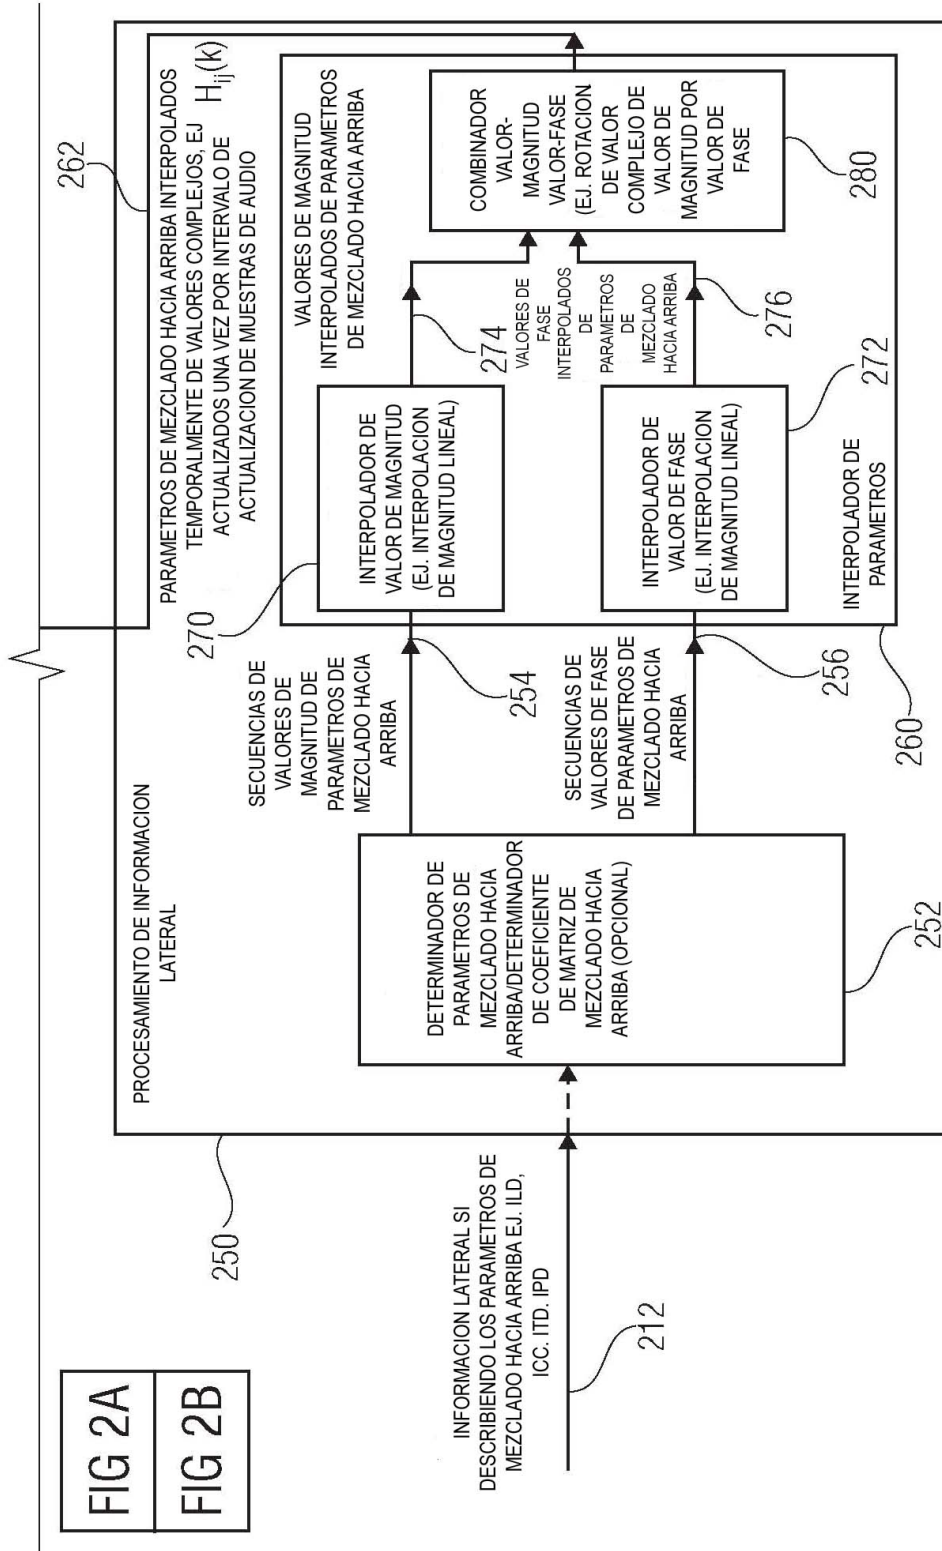 FIG 2A
FIG 2B
262
PARAMETROS DE MEZCLADO HACIA ARRIBA INTERPOLADOS
TEMPORALMENTE DE VALORES COMPLEJOS, EJ
ACTUALIZADOS UNA VEZ POR INTERVALO DE
ACTUALIZACION DE MUESTRAS DE AUDIO
Hij(k)
250
PROCESAMIENTO DE INFORMACION
LATERAL
INFORMACION LATERAL SI
DESCRIBIENDO LOS PARAMETROS DE
MEZCLADO HACIA ARRIBA EJ. ILD,
ICC. ITD. IPD
212
DETERMINADOR DE
PARAMETROS DE
MEZCLADO HACIA
ARRIBA/DETERMINADOR
DE COEFICIENTE
DE MATRIZ DE
MEZCLADO HACIA
ARRIBA (OPCIONAL)
252
SECUENCIAS DE
VALORES DE
MAGNITUD DE
PARAMETROS DE
MEZCLADO HACIA
ARRIBA
254
SECUENCIAS DE
VALORES DE FASE
DE PARAMETROS DE
MEZCLADO HACIA
ARRIBA
256
260
270
INTERPOLADOR DE
VALOR DE MAGNITUD
(EJ. INTERPOLACION
DE MAGNITUD LINEAL)
INTERPOLADOR DE
VALOR DE FASE
(EJ. INTERPOLACION
DE MAGNITUD LINEAL)
272
INTERPOLADOR DE
PARAMETROS
VALORES DE MAGNITUD
INTERPOLADOS DE PARAMETROS
DE MEZCLADO HACIA ARRIBA
274
VALORES DE
FASE
INTERPOLADOS
DE
PARAMETROS
DE
MEZCLADO
HACIA ARRIBA
276
COMBINADOR
VALOR-
MAGNITUD
VALOR-FASE
(EJ. ROTACION
DE VALOR
COMPLEJO DE
VALOR DE
MAGNITUD POR
VALOR DE
FASE
280